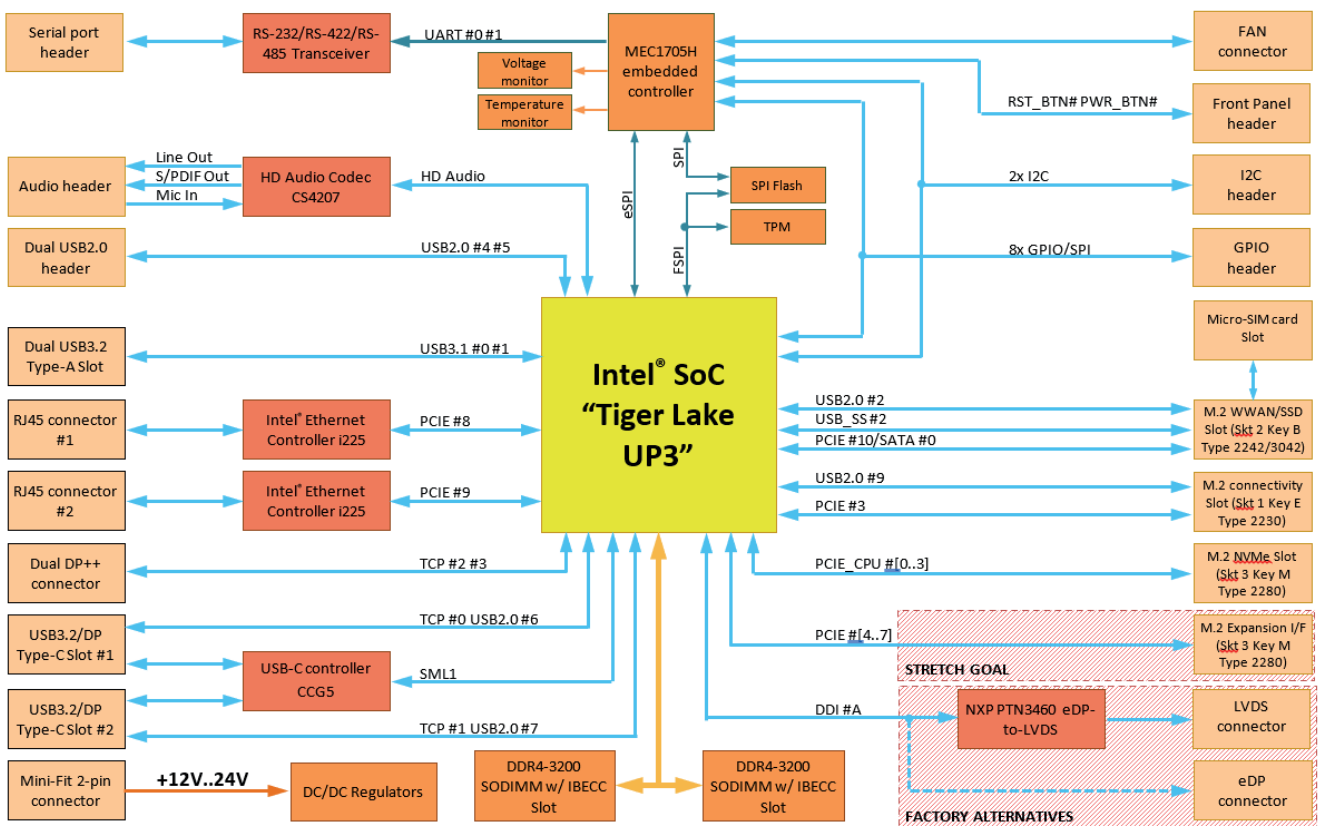 Serial port
header
RS-232/RS-422/RS-
485 Transceiver
UART #0 #1
MEC1705H
embedded
controller
Voltage
monitor
Temperature
monitor
FAN
connector
RST_BTN# PWR_BTN#
Front Panel
header
Audio header
Line Out
S/PDIF Out
Mic In
HD Audio Codec
CS4207
HD Audio
eSPI
SPI
FSPI
SPI Flash
TPM
2x I2C
I2C
header
8x GPIO/SPI
GPIO
header
Dual USB2.0
header
USB2.0 #4 #5
Micro-SIM card
Slot
Dual USB3.2
Type-A Slot
USB3.1 #0 #1
Intel® SoC
“Tiger Lake
UP3”
RJ45 connector
#1
Intel® Ethernet
Controller i225
PCIE #8
USB2.0 #2
USB_SS #2
PCIE #10/SATA #0
M.2 WWAN/SSD
Slot (Skt 2 Key B
Type 2242/3042)
RJ45 connector
#2
Intel® Ethernet
Controller i225
PCIE #9
USB2.0 #9
PCIE #3
M.2 connectivity
Slot (Skt 1 Key E
Type 2230)
Dual DP++
connector
TCP #2 #3
PCIE_CPU #[0..3]
M.2 NVMe Slot
(Skt 3 Key M
Type 2280)
USB3.2/DP
Type-C Slot #1
TCP #0 USB2.0 #6
PCIE #[4..7]
M.2 Expansion I/F
(Skt 3 Key M
Type 2280)
STRETCH GOAL
USB-C controller
CCG5
SML1
USB3.2/DP
Type-C Slot #2
TCP #1 USB2.0 #7
DDI #A
NXP PTN3460 eDP-
to-LVDS
LVDS
connector
Mini-Fit 2-pin
connector
+12V..24V
DC/DC Regulators
DDR4-3200
SODIMM w/ IBECC
Slot
DDR4-3200
SODIMM w/ IBECC
Slot
eDP
connector
FACTORY ALTERNATIVES